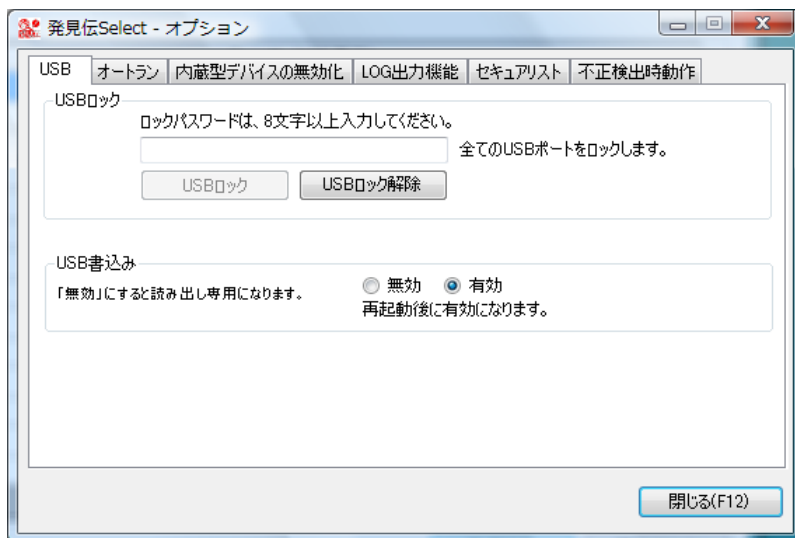 発見伝Select - オプション
USB オートラン 内蔵型デバイスの無効化 LOG出力機能 セキュアリスト 不正検出時動作
USBロック
ロックパスワードは、8文字以上入力してください。
全てのUSBポートをロックします。
USBロック USBロック解除
USB書込み
「無効」にすると読み出し専用になります。 無効 有効
再起動後に有効になります。
閉じる(F12)